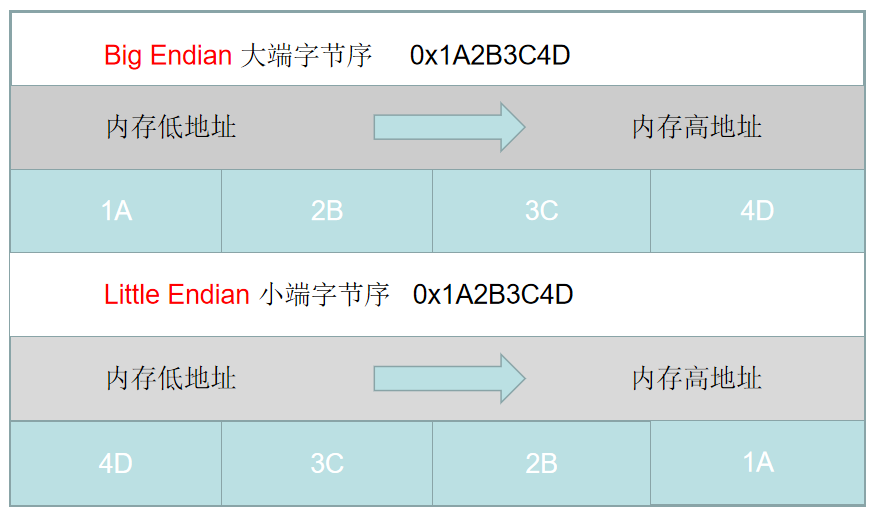 Big Endian 大端字节序 0x1A2B3C4D
内存低地址 内存高地址
1A 2B 3C 4D
Little Endian 小端字节序 0x1A2B3C4D
内存低地址 内存高地址
4D 3C 2B 1A